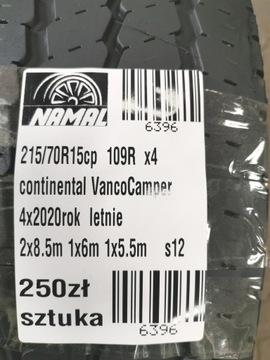 NAMAL
6396
215/70R15cp 109R x4
continental VancoCamper
4x2020rok letnie
2x8.5m 1x6m 1x5.5m s12
250zł
sztuka
6396